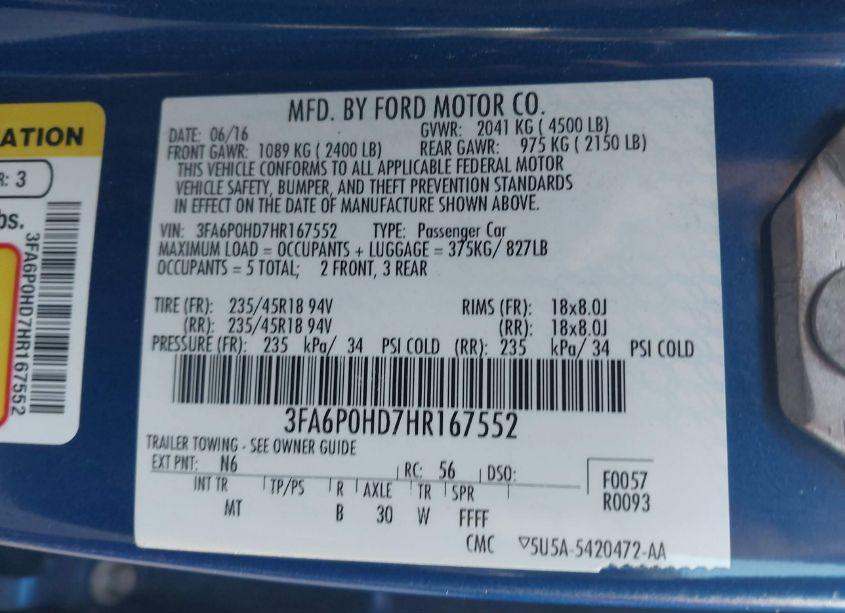 MFD. BY FORD MOTOR CO.
DATE: 06/16 GVWR: 2041 KG ( 4500 LB)
FRONT GAWR: 1089 KG ( 2400 LB) REAR GAWR: 975 KG ( 2150 LB)
THIS VEHICLE CONFORMS TO ALL APPLICABLE FEDERAL MOTOR
VEHICLE SAFETY, BUMPER, AND THEFT PREVENTION STANDARDS
IN EFFECT ON THE DATE OF MANUFACTURE SHOWN ABOVE.
VIN: 3FA6P0HD7HR167552 TYPE: Passenger Car
MAXIMUM LOAD = OCCUPANTS + LUGGAGE = 375KG/ 827LB
OCCUPANTS = 5 TOTAL; 2 FRONT, 3 REAR
TIRE (FR): 235/45R18 94V RIMS (FR): 18x8.0J
(RR): 235/45R18 94V (RR): 18x8.0J
PRESSURE (FR): 235 kPa/ 34 PSI COLD (RR): 235 kPa/ 34 PSI COLD
3FA6P0HD7HR167552
TRAILER TOWING - SEE OWNER GUIDE
EXT PNT: N6 RC: 56 DSO:
INT TR TP/PS R AXLE TR SPR
MT B 30 W FFFF
F0057
R0093
CMC 5U5A-5420472-AA
ATION
R: 3
bs.
3FA6P0HD7HR167552